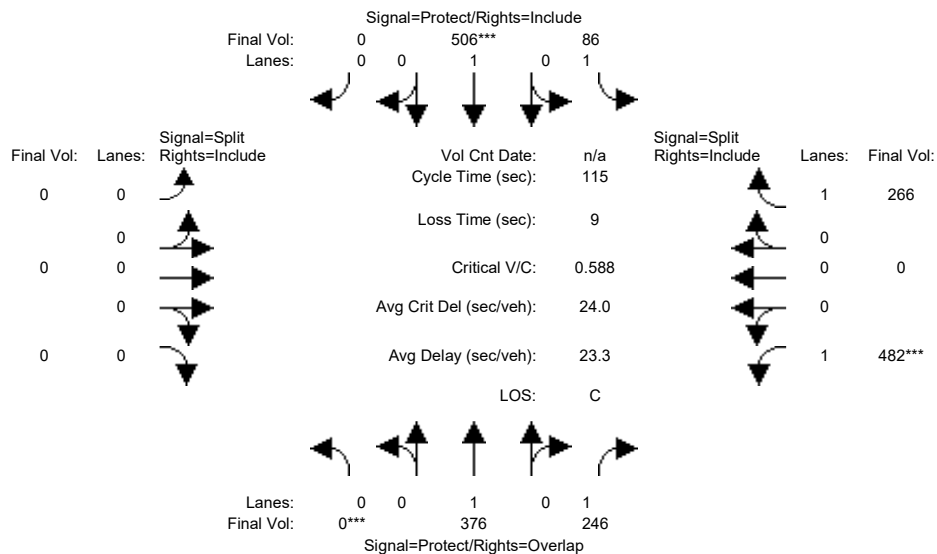 Signal=Protect/Rights=Include
Final Vol: 0 506*** 86
Lanes: 0 0 1 0 1
Signal=Split
Final Vol: Lanes: Rights=Include
Vol Cnt Date: n/a
Signal=Split
Rights=Include Lanes: Final Vol:
Cycle Time (sec): 115
0 0
1 266
Loss Time (sec): 9
0
0
0 0
Critical V/C: 0.588
0 0
0
Avg Crit Del (sec/veh): 24.0
0
0 0
Avg Delay (sec/veh): 23.3
1 482***
LOS: C
Lanes: 0 0 1 0 1
Final Vol: 0*** 376 246
Signal=Protect/Rights=Overlap